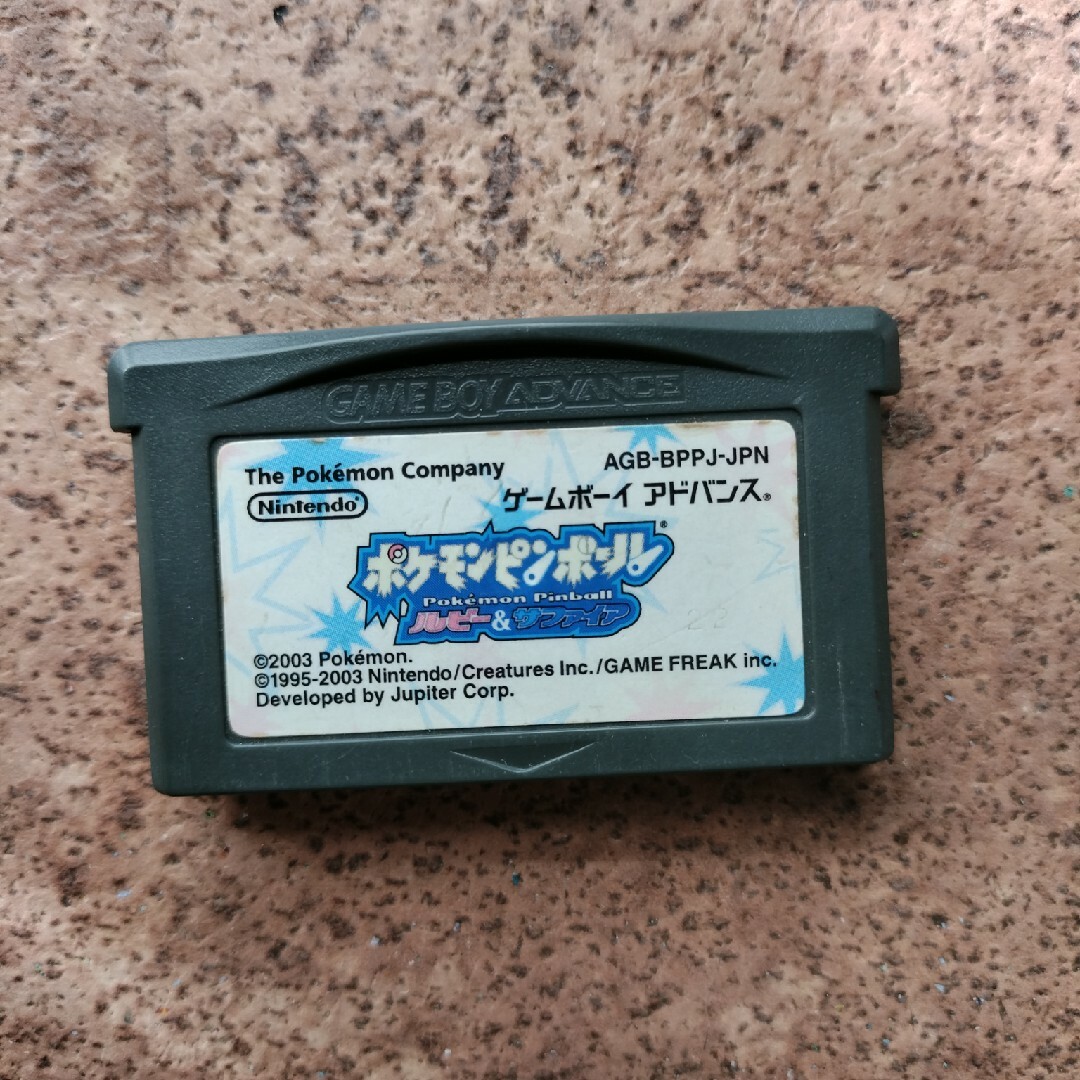 GAME BOY ADVANCE
The Pokémon Company
AGB-BPPJ-JPN
Nintendo®
ゲームボーイ アドバンス®
ポケモンピンボール®
Pokémon Pinball
ルビー&サファイア
23
©2003 Pokémon.
©1995-2003 Nintendo/Creatures Inc./GAME FREAK inc.
Developed by Jupiter Corp.